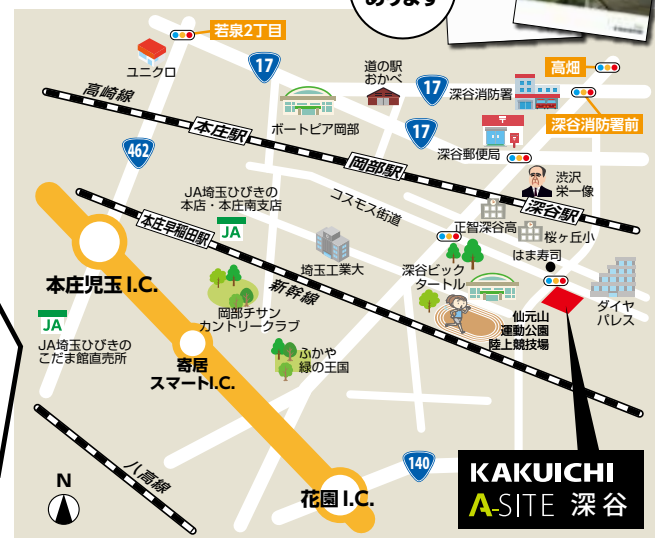 あります
若泉2丁目
ユニクロ
17
道の駅
おかべ
17
深谷消防署
高畑
深谷消防署前
高崎線
本庄駅
ボートピア岡部
17
深谷郵便局
462
岡部駅
渋沢
栄一像
深谷駅
JA埼玉ひびきの
本店・本庄南支店
JA
コスモス街道
正智深谷高
桜ヶ丘小
はま寿司
本庄早稲田駅
埼玉工業大
深谷ビック
タートル
ダイヤ
パレス
本庄児玉 I.C.
新幹線
岡部チサン
カントリークラブ
仙元山
運動公園
陸上競技場
JA
JA埼玉ひびきの
こだま館直売所
寄居
スマートI.C.
ふかや
緑の王国
八高線
N
花園 I.C.
140
KAKUICHI
A-SITE 深谷